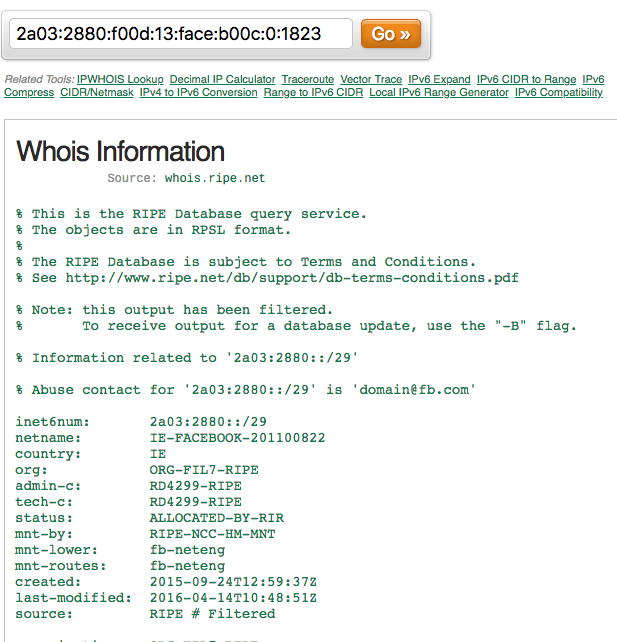 2a03:2880:f00d:13:face:b00c:0:1823
Go »
Related Tools: IPWHOIS Lookup Decimal IP Calculator Traceroute Vector Trace IPv6 Expand IPv6 CIDR to Range IPv6
Compress CIDR/Netmask IPv4 to IPv6 Conversion Range to IPv6 CIDR Local IPv6 Range Generator IPv6 Compatibility
Whois Information
Source: whois.ripe.net
% This is the RIPE Database query service.
% The objects are in RPSL format.
%
% The RIPE Database is subject to Terms and Conditions.
% See http://www.ripe.net/db/support/db-terms-conditions.pdf
% Note: this output has been filtered.
%       To receive output for a database update, use the "-B" flag.
% Information related to '2a03:2880::/29'
% Abuse contact for '2a03:2880::/29' is 'domain@fb.com'
inet6num:       2a03:2880::/29
netname:        IE-FACEBOOK-201100822
country:        IE
org:            ORG-FIL7-RIPE
admin-c:        RD4299-RIPE
tech-c:         RD4299-RIPE
status:         ALLOCATED-BY-RIR
mnt-by:         RIPE-NCC-HM-MNT
mnt-lower:      fb-neteng
mnt-routes:     fb-neteng
created:        2015-09-24T12:59:37Z
last-modified:  2016-04-14T10:48:51Z
source:         RIPE # Filtered